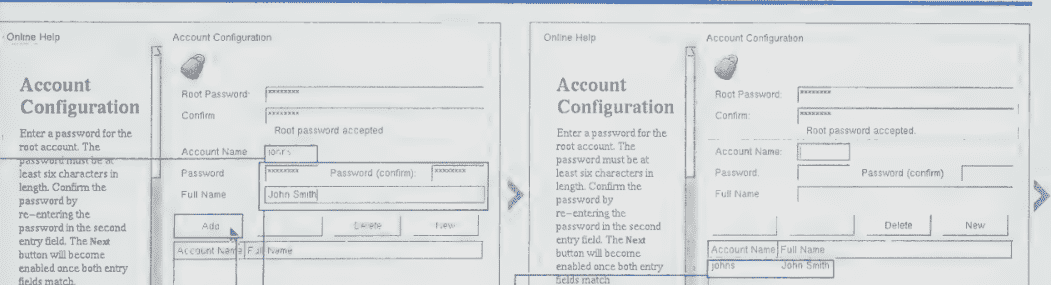 Online Help
Account
Configuration
Enter a password for the
root account. The
password must be at
least six characters in
length. Confirm the
password by
re-entering the
password in the second
entry field. The Next
button will become
enabled once both entry
fields match.
Account Configuration
Root Password: ********
Confirm ********
Root password accepted
Account Name johns
Password ******** Password (confirm): ********
Full Name John Smith
Add Delete New
Account Name Full Name
Online Help
Account
Configuration
Enter a password for the
root account. The
password must be at
least six characters in
length. Confirm the
password by
re-entering the
password in the second
entry field. The Next
button will become
enabled once both entry
fields match
Account Configuration
Root Password: ********
Confirm: ********
Root password accepted.
Account Name:
Password. Password (confirm)
Full Name
Delete New
Account Name Full Name
johns John Smith